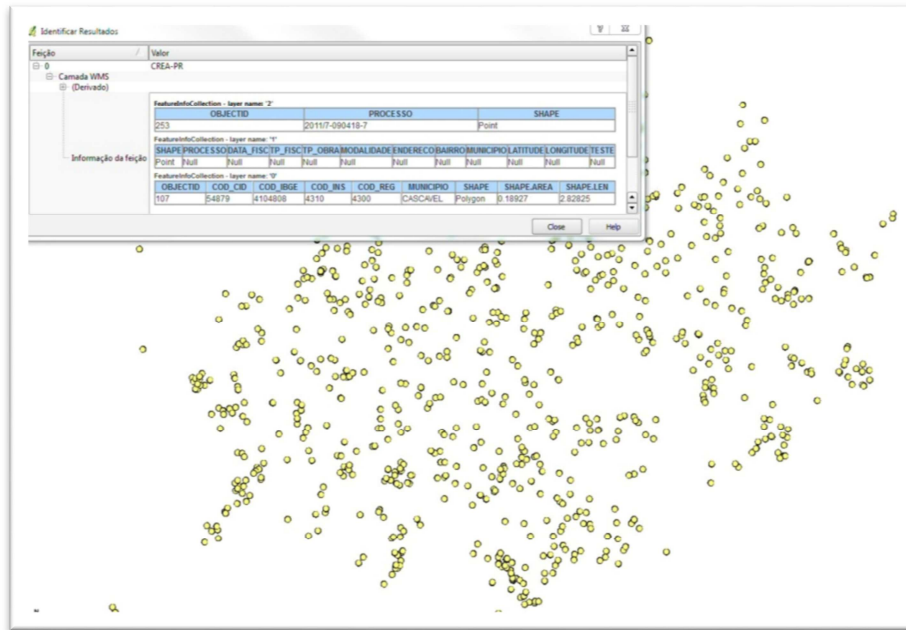 Identificar Resultados
Feição / Valor
0 CREA-PR
Camada WMS
(Derivado)
Informação da feição
FeatureInfoCollection - layer name: '2'
OBJECTID PROCESSO SHAPE
253 2011/7-090418-7 Point
FeatureInfoCollection - layer name: '1'
SHAPE PROCESSO DATA_FISC TP_FISC TP_OBRA MODALIDADE ENDERECO BAIRRO MUNICIPIO LATITUDE LONGITUDE TESTE
Point Null Null Null Null Null Null Null Null Null Null Null
FeatureInfoCollection - layer name: '0'
OBJECTID COD_CID COD_IBGE COD_INS COD_REG MUNICIPIO SHAPE SHAPE.AREA SHAPE.LEN
107 54879 4104808 4310 4300 CASCAVEL Polygon 0.18927 2.82825
Close Help